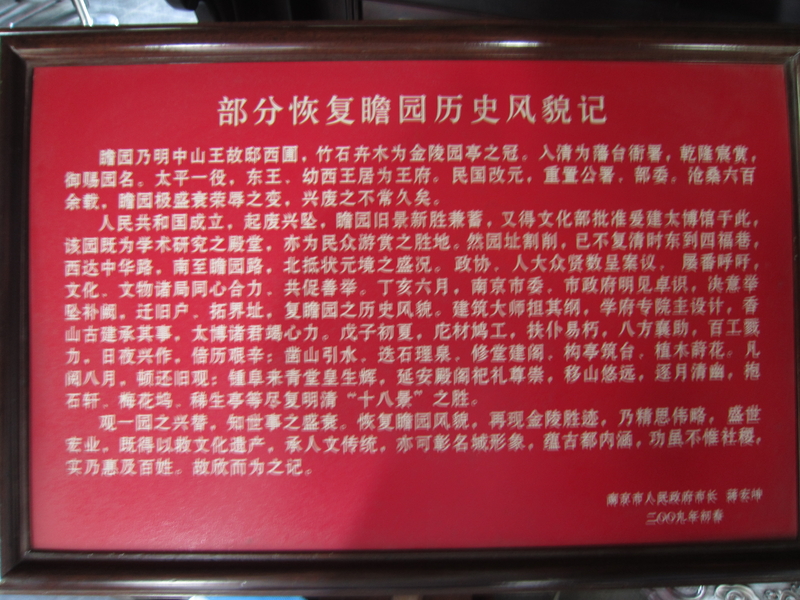 部分恢复瞻园历史风貌记
瞻园乃明中山王故邸西圃，竹石卉木为金陵园亭之冠。入清为藩台衙署，乾隆宸赏，
御赐园名。太平一役，东王、幼西王居为王府。民国改元，重置公署、部委。沧桑六百
余载，瞻园极盛衰荣辱之变，兴废之不常久矣。
人民共和国成立，起废兴坠，瞻园旧景新胜兼蓄，又得文化部批准爰建太博馆于此，
该园既为学术研究之殿堂，亦为民众游赏之胜地。然园址割削，已不复清时东到四福巷，
西达中华路，南至瞻园路，北抵状元境之盛况。政协、人大众贤数呈案议，屡番呼吁，
文化、文物诸局同心合力，共促善举。丁亥六月，南京市委、市政府明见卓识，决意举
坠补阙，迁旧户，拓界址，复瞻园之历史风貌。建筑大师担其纲，学府专院主设计，香
山古建承其事，太博诸君竭心力。戊子初夏，庀材鸠工，扶仆易朽，八方襄助，百工戮
力，日夜兴作，倍历艰辛：凿山引水，迭石理泉，修堂建阁，构亭筑台，植木莳花。凡
阅八月，顿还旧观：锺阜来青堂皇生辉，延安殿阁祀礼尊崇，移山悠远，逐月清幽，抱
石轩、梅花坞、稊生亭等尽复明清“十八景”之胜。
观一园之兴替，知世事之盛衰。恢复瞻园风貌，再现金陵胜迹，乃精思伟略，盛世
宏业，既得以救文化遗产，承人文传统，亦可彰名城形象，蕴古都内涵，功虽不惟社稷，
实乃惠及百姓。故欣而为之记。
南京市人民政府市长 蒋宏坤
二〇〇九年初春